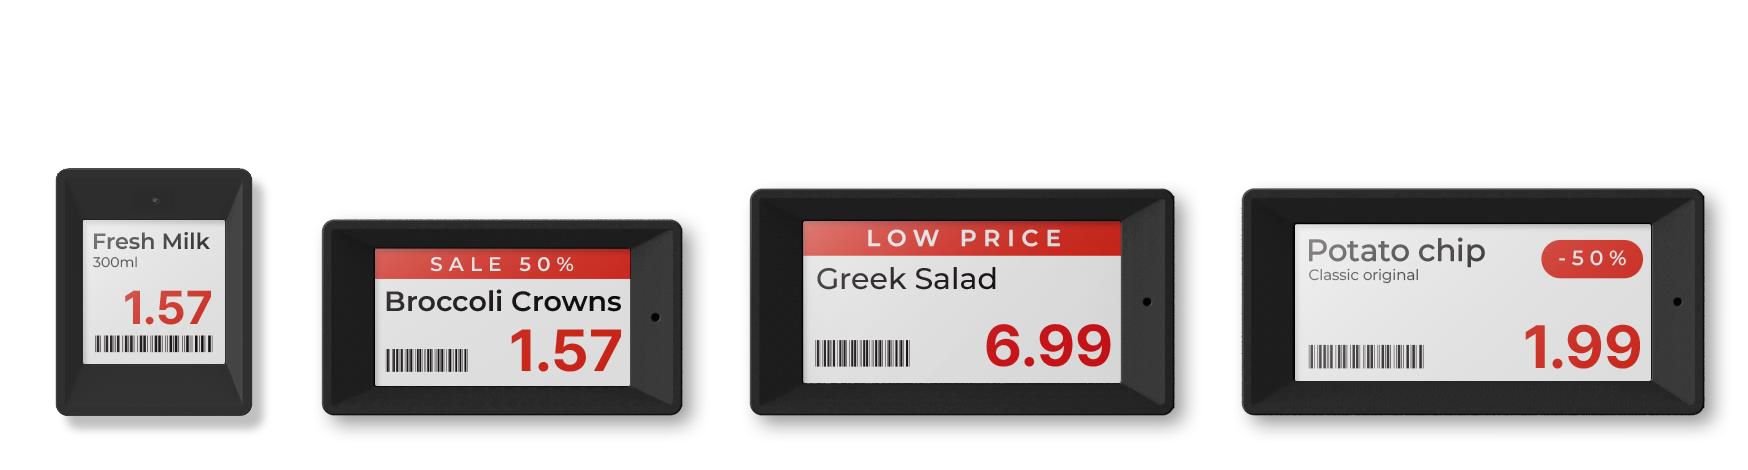 Fresh Milk
300ml
1.57
SALE 50%
Broccoli Crowns
1.57
LOW PRICE
Greek Salad
6.99
Potato chip
Classic original
-50%
1.99